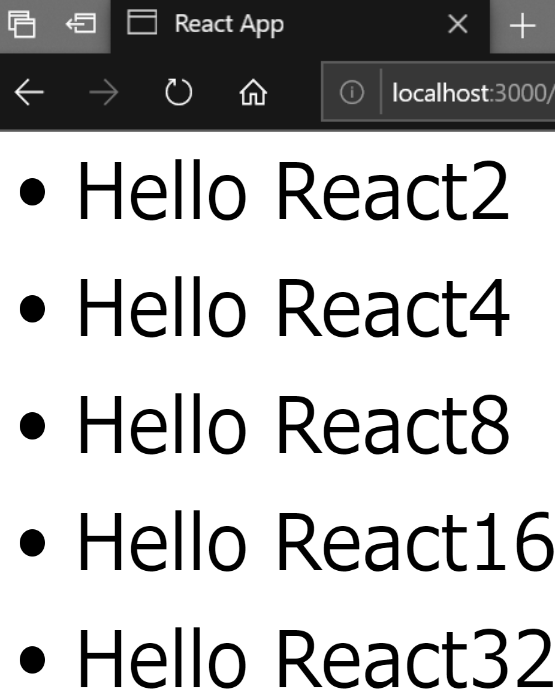 React App
localhost:3000/
• Hello React2
• Hello React4
• Hello React8
• Hello React16
• Hello React32